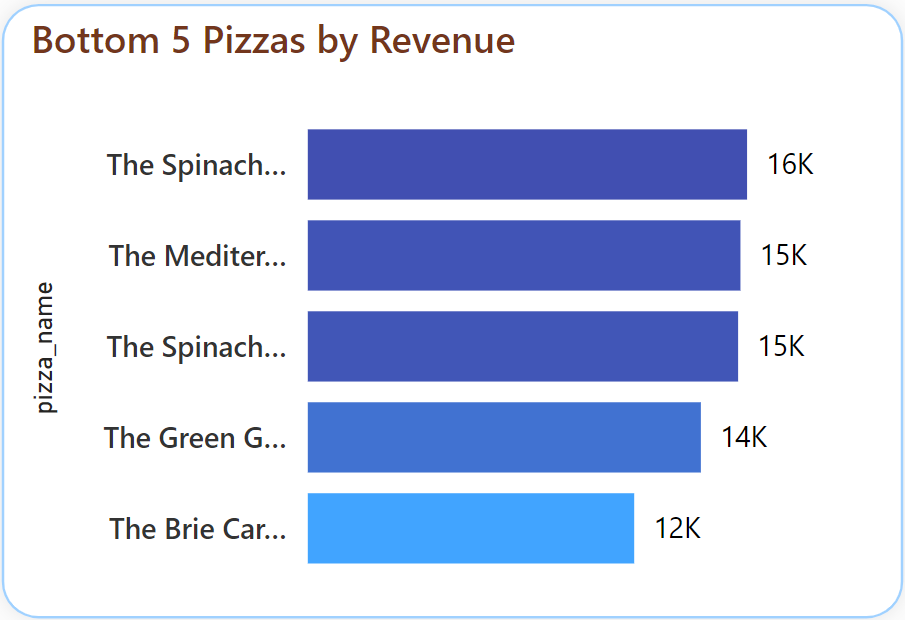 Bottom 5 Pizzas by Revenue
pizza_name
The Spinach... 16K
The Mediter... 15K
The Spinach... 15K
The Green G... 14K
The Brie Car... 12K